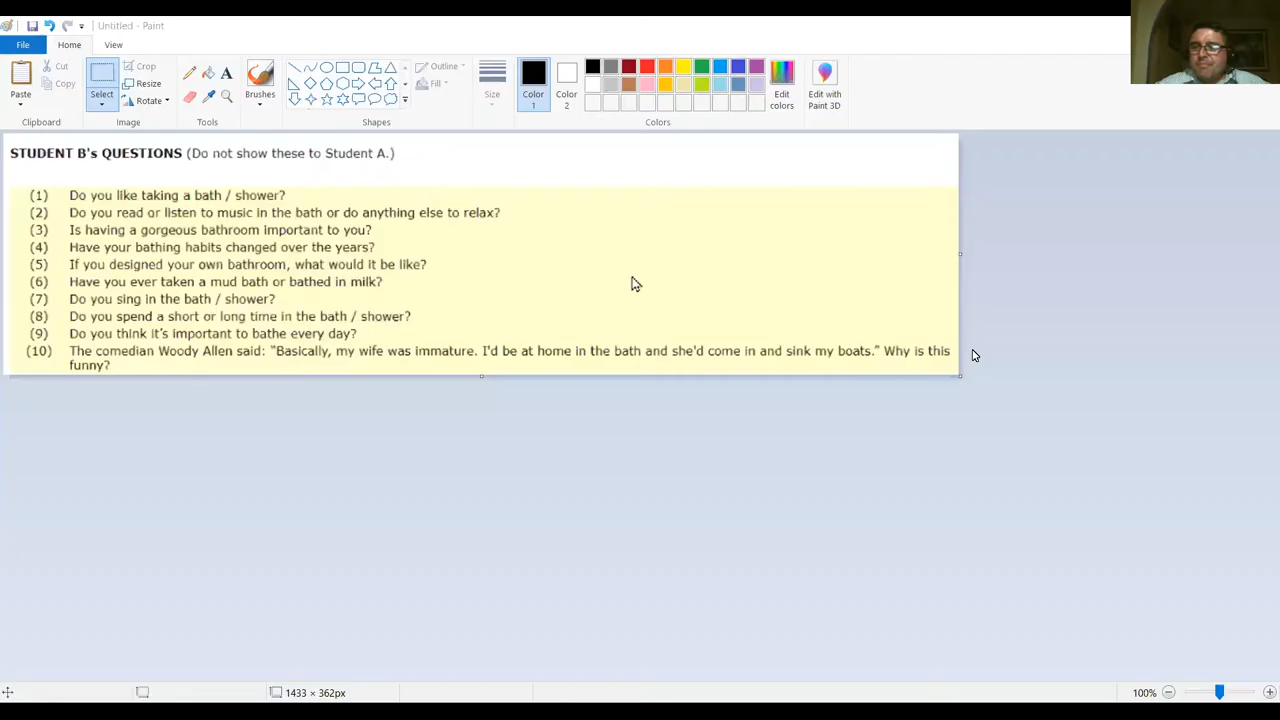 Untitled - Paint
File
Home
View
Paste
Cut
Copy
Clipboard
Select
Crop
Resize
Rotate
Image
Tools
Brushes
Outline
Fill
Shapes
Size
Color 1
Color 2
Edit colors
Colors
Edit with Paint 3D
STUDENT B's QUESTIONS (Do not show these to Student A.)
(1) Do you like taking a bath / shower?
(2) Do you read or listen to music in the bath or do anything else to relax?
(3) Is having a gorgeous bathroom important to you?
(4) Have your bathing habits changed over the years?
(5) If you designed your own bathroom, what would it be like?
(6) Have you ever taken a mud bath or bathed in milk?
(7) Do you sing in the bath / shower?
(8) Do you spend a short or long time in the bath / shower?
(9) Do you think it's important to bathe every day?
(10) The comedian Woody Allen said: "Basically, my wife was immature. I'd be at home in the bath and she'd come in and sink my boats." Why is this
funny?
1433 × 362px
100%